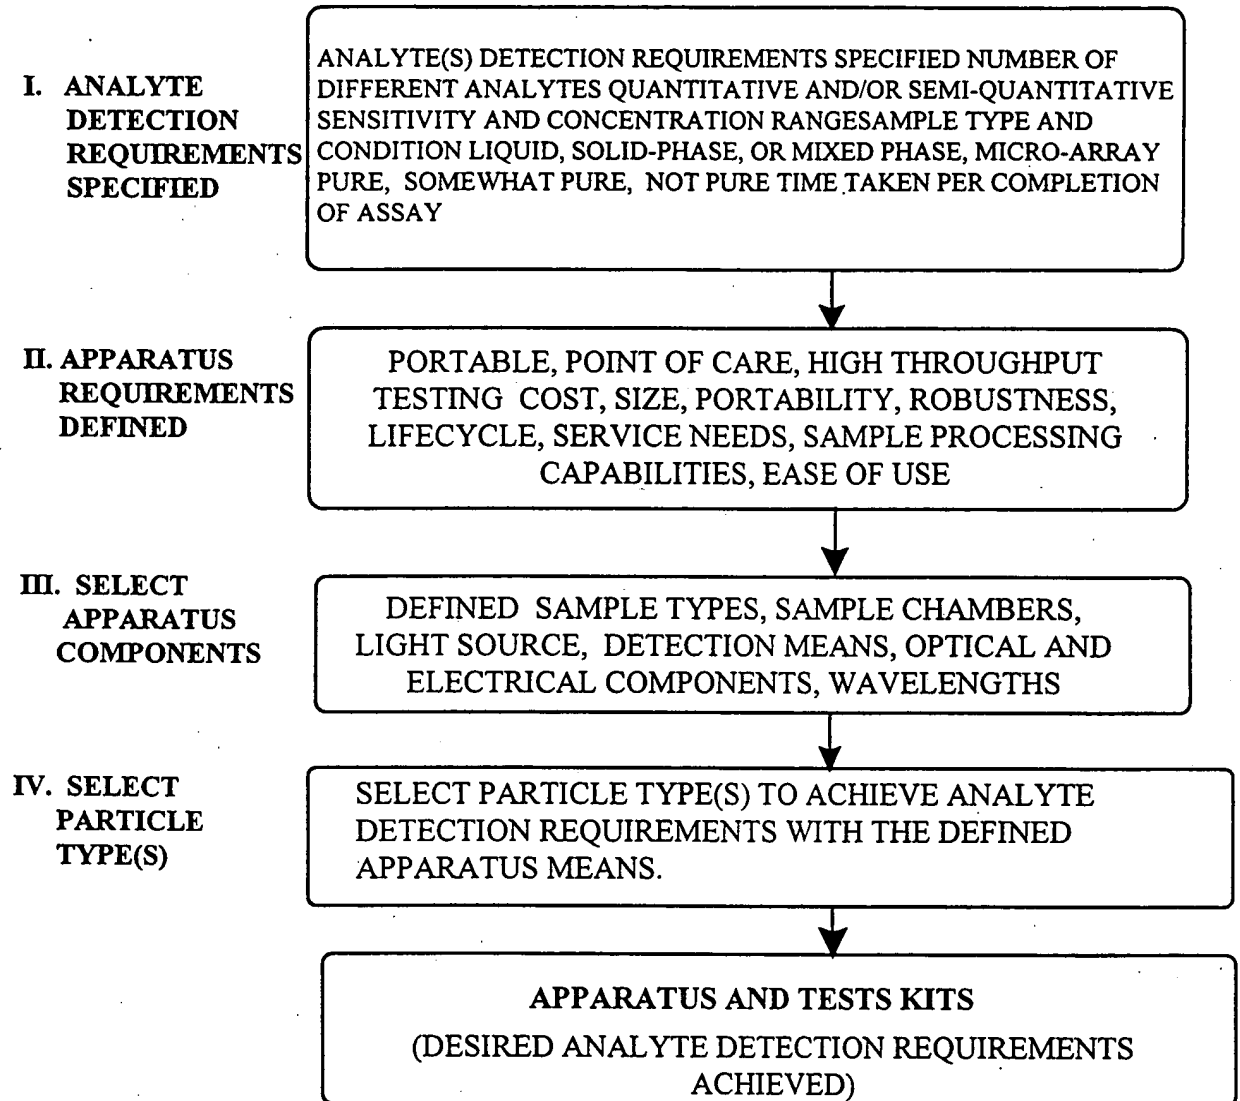 I. ANALYTE
DETECTION
REQUIREMENTS
SPECIFIED
ANALYTE(S) DETECTION REQUIREMENTS SPECIFIED NUMBER OF
DIFFERENT ANALYTES QUANTITATIVE AND/OR SEMI-QUANTITATIVE
SENSITIVITY AND CONCENTRATION RANGESAMPLE TYPE AND
CONDITION LIQUID, SOLID-PHASE, OR MIXED PHASE, MICRO-ARRAY
PURE, SOMEWHAT PURE, NOT PURE TIME TAKEN PER COMPLETION
OF ASSAY
II. APPARATUS
REQUIREMENTS
DEFINED
PORTABLE, POINT OF CARE, HIGH THROUGHPUT
TESTING COST, SIZE, PORTABILITY, ROBUSTNESS,
LIFECYCLE, SERVICE NEEDS, SAMPLE PROCESSING
CAPABILITIES, EASE OF USE
III. SELECT
APPARATUS
COMPONENTS
DEFINED SAMPLE TYPES, SAMPLE CHAMBERS,
LIGHT SOURCE, DETECTION MEANS, OPTICAL AND
ELECTRICAL COMPONENTS, WAVELENGTHS
IV. SELECT
PARTICLE
TYPE(S)
SELECT PARTICLE TYPE(S) TO ACHIEVE ANALYTE
DETECTION REQUIREMENTS WITH THE DEFINED
APPARATUS MEANS.
APPARATUS AND TESTS KITS
(DESIRED ANALYTE DETECTION REQUIREMENTS
ACHIEVED)